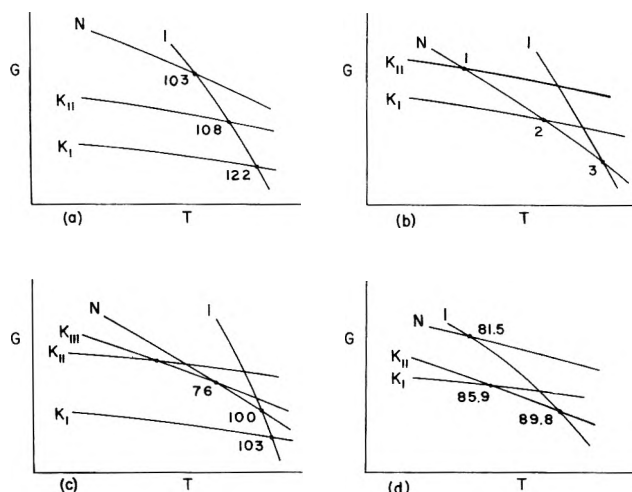 N
I
G
103
K_II
108
K_I
122
(a)
T
N
I
K_II
1
G
K_I
2
3
(b)
T
N
I
K_III
G
K_II
76
100
K_I
103
(c)
T
I
N
81.5
G
K_II
K_I
85.9
89.8
(d)
T